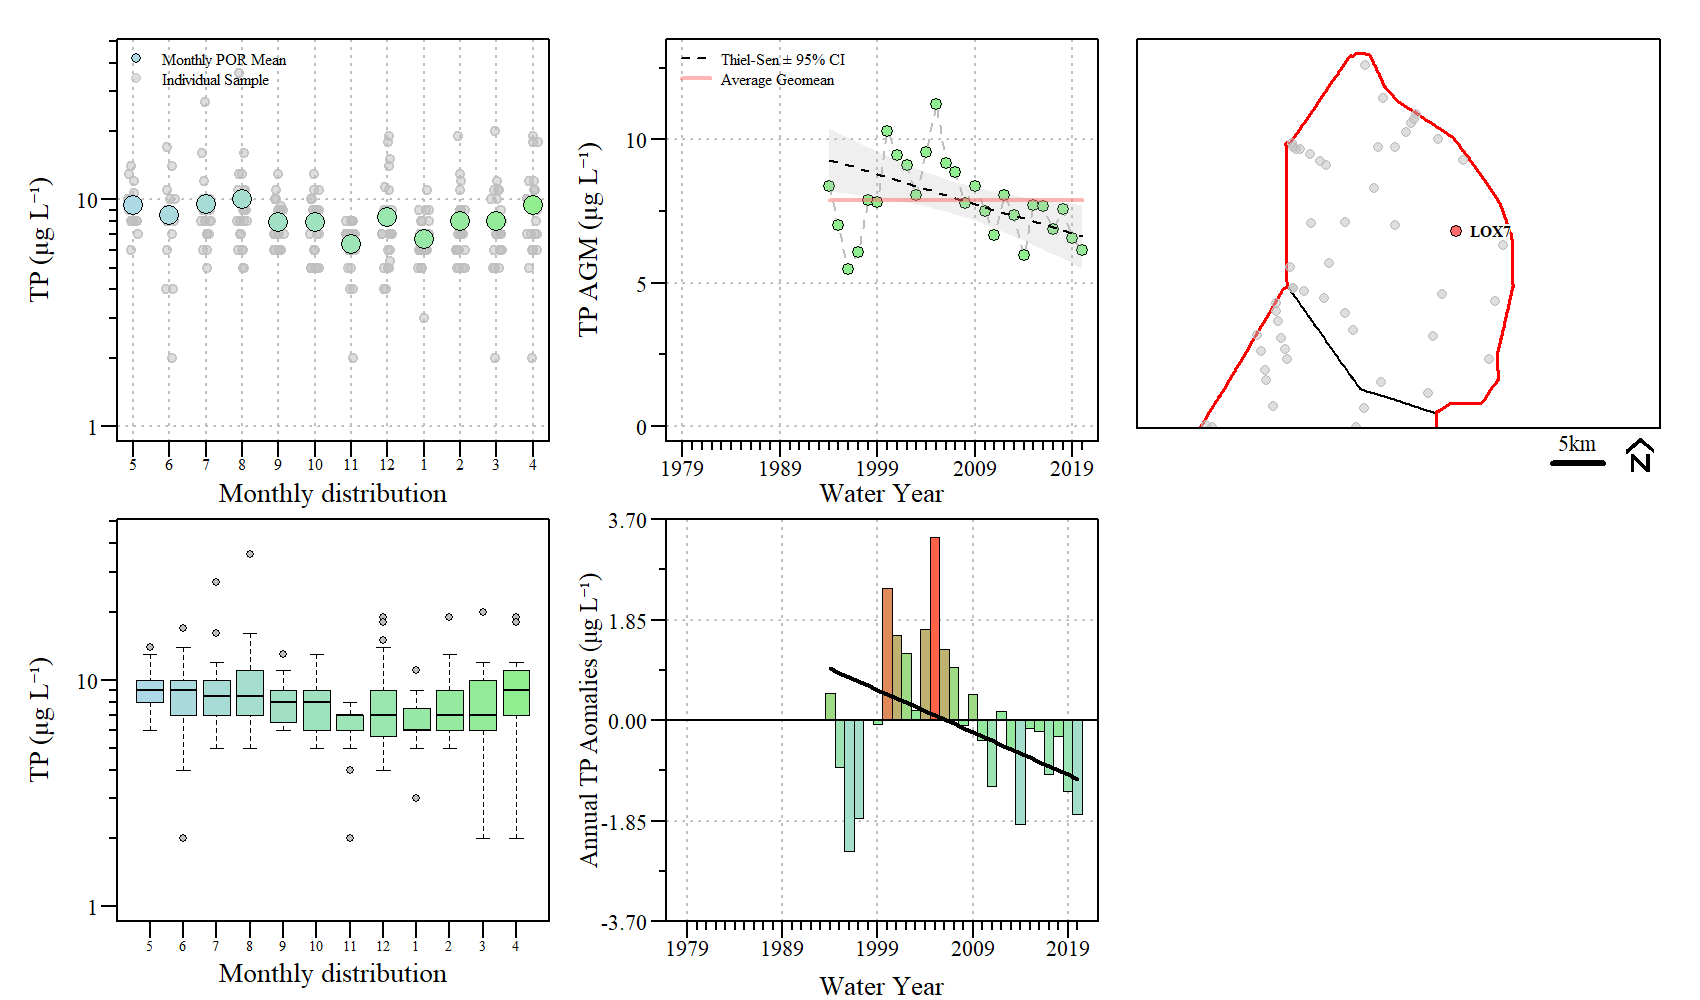 Monthly POR Mean
Individual Sample
TP (µg L⁻¹)
10
1
5 6 7 8 9 10 11 12 1 2 3 4
Monthly distribution
Thiel-Sen ± 95% CI
Average Geomean
TP AGM (µg L⁻¹)
10
5
0
1979 1989 1999 2009 2019
Water Year
LOX7
5km
N
TP (µg L⁻¹)
10
1
5 6 7 8 9 10 11 12 1 2 3 4
Monthly distribution
Annual TP Aomalies (µg L⁻¹)
3.70
1.85
0.00
-1.85
-3.70
1979 1989 1999 2009 2019
Water Year